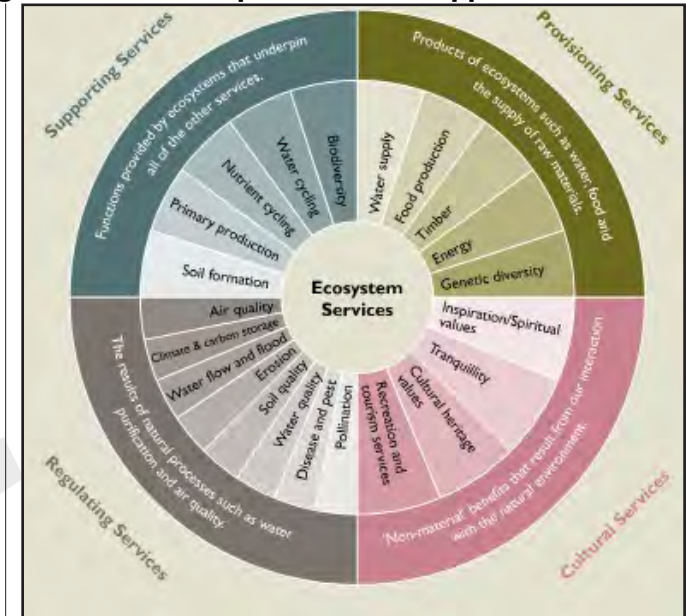 Supporting Services
Functions provided by ecosystems that underpin
all of the other services.
Biodiversity
Water cycling
Nutrient cycling
Primary production
Soil formation
Provisioning Services
Products of ecosystems such as water, food and
the supply of raw materials.
Water supply
Food production
Timber
Energy
Genetic diversity
Ecosystem
Services
Regulating Services
The results of natural processes such as water
purification and air quality.
Air quality
Climate & carbon storage
Water flow and flood
Erosion
Soil quality
Water quality
Disease and pest
Pollination
Cultural Services
'Non-material' benefits that result from our interaction
with the natural environment.
Inspiration/Spiritual
values
Tranquillity
Cultural heritage
values
Recreation and
tourism services